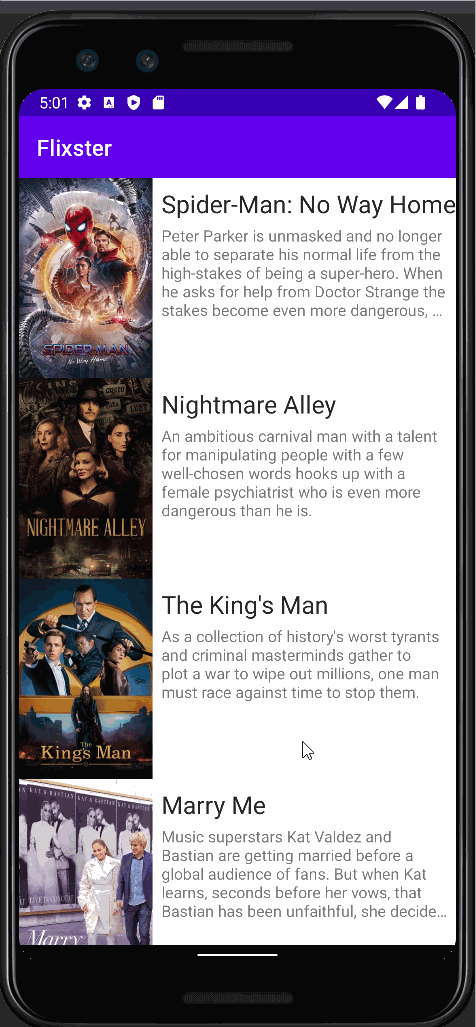 5:01
Flixster
Spider-Man: No Way Home
Peter Parker is unmasked and no longer
able to separate his normal life from the
high-stakes of being a super-hero. When
he asks for help from Doctor Strange the
stakes become even more dangerous, …
SPIDER-MAN
No Way Home
Nightmare Alley
An ambitious carnival man with a talent
for manipulating people with a few
well-chosen words hooks up with a
female psychiatrist who is even more
dangerous than he is.
NIGHTMARE ALLEY
The King's Man
As a collection of history's worst tyrants
and criminal masterminds gather to
plot a war to wipe out millions, one man
must race against time to stop them.
The
King's Man
Marry Me
Music superstars Kat Valdez and
Bastian are getting married before a
global audience of fans. But when Kat
learns, seconds before her vows, that
Bastian has been unfaithful, she decide…
KAT & BASTIAN
Marry